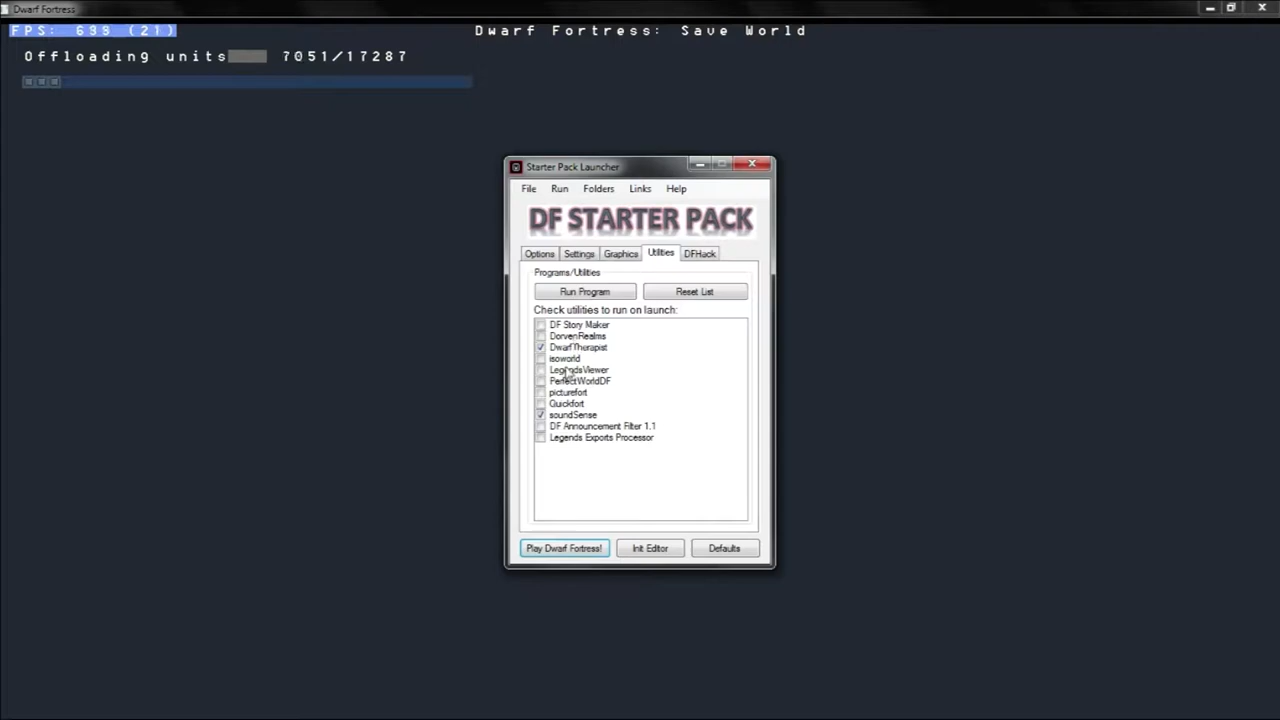 Dwarf Fortress
FPS: 699 (21)
Dwarf Fortress: Save World
Offloading units 7051/17287
Starter Pack Launcher
File Run Folders Links Help
DF STARTER PACK
Options Settings Graphics Utilities DFHack
Programs/Utilities
Run Program Reset List
Check utilities to run on launch:
DF Story Maker
DorvenRealms
DwarfTherapist
isoworld
LegendsViewer
PerfectWorldDF
picturefort
Quickfort
soundSense
DF Announcement Filter 1.1
Legends Exports Processor
Play Dwarf Fortress! Init Editor Defaults